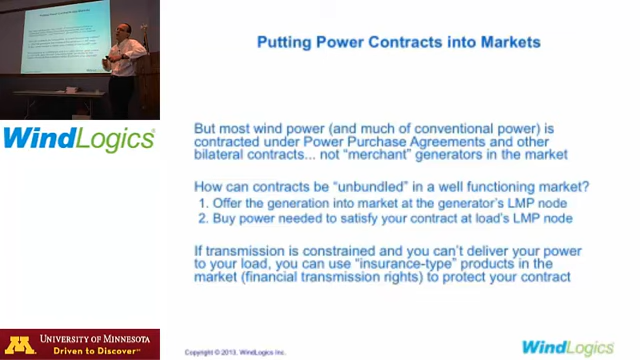 Putting Power Contracts into Markets
But most wind power (and much of conventional power) is
contracted under Power Purchase Agreements and other
bilateral contracts... not "merchant" generators in the market
How can contracts be "unbundled" in a well functioning market?
1. Offer the generation into market at the generator's LMP node
2. Buy power needed to satisfy your contract at load's LMP node
If transmission is constrained and you can't deliver your power
to your load, you can use "insurance-type" products in the
market (financial transmission rights) to protect your contract
WindLogics
M
UNIVERSITY OF MINNESOTA
Driven to Discover
Copyright © 2013, WindLogics Inc.
WindLogics